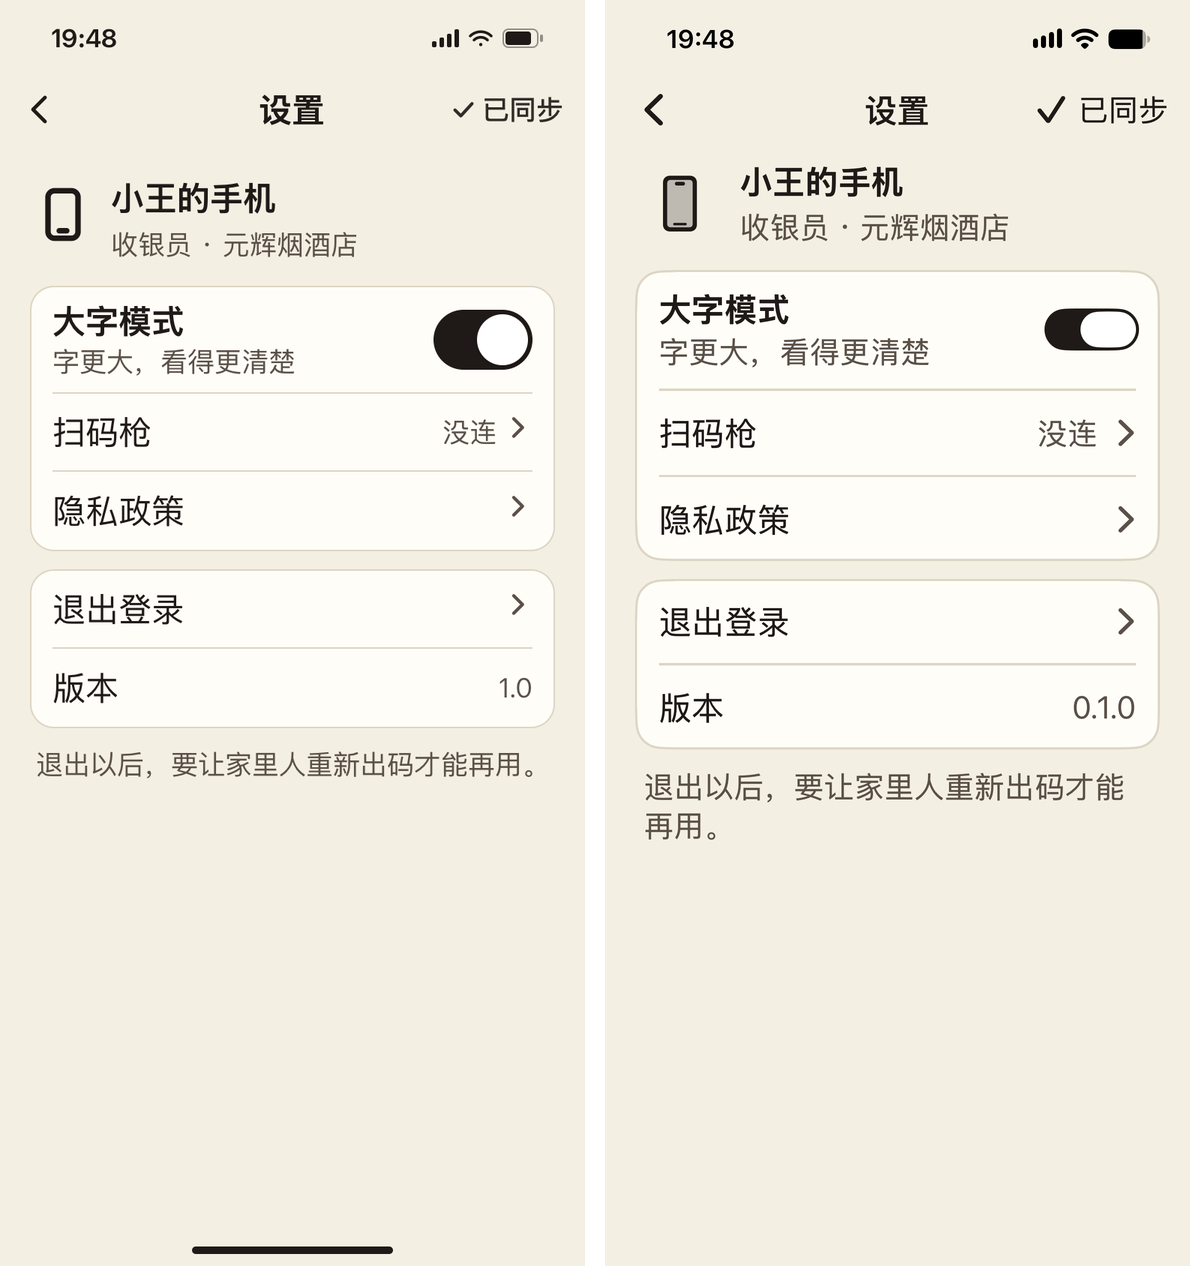 19:48
设置
已同步
小王的手机
收银员 · 元辉烟酒店
大字模式
字更大，看得更清楚
扫码枪
没连
隐私政策
退出登录
版本
1.0
退出以后，要让家里人重新出码才能再用。
19:48
设置
已同步
小王的手机
收银员 · 元辉烟酒店
大字模式
字更大，看得更清楚
扫码枪
没连
隐私政策
退出登录
版本
0.1.0
退出以后，要让家里人重新出码才能
再用。